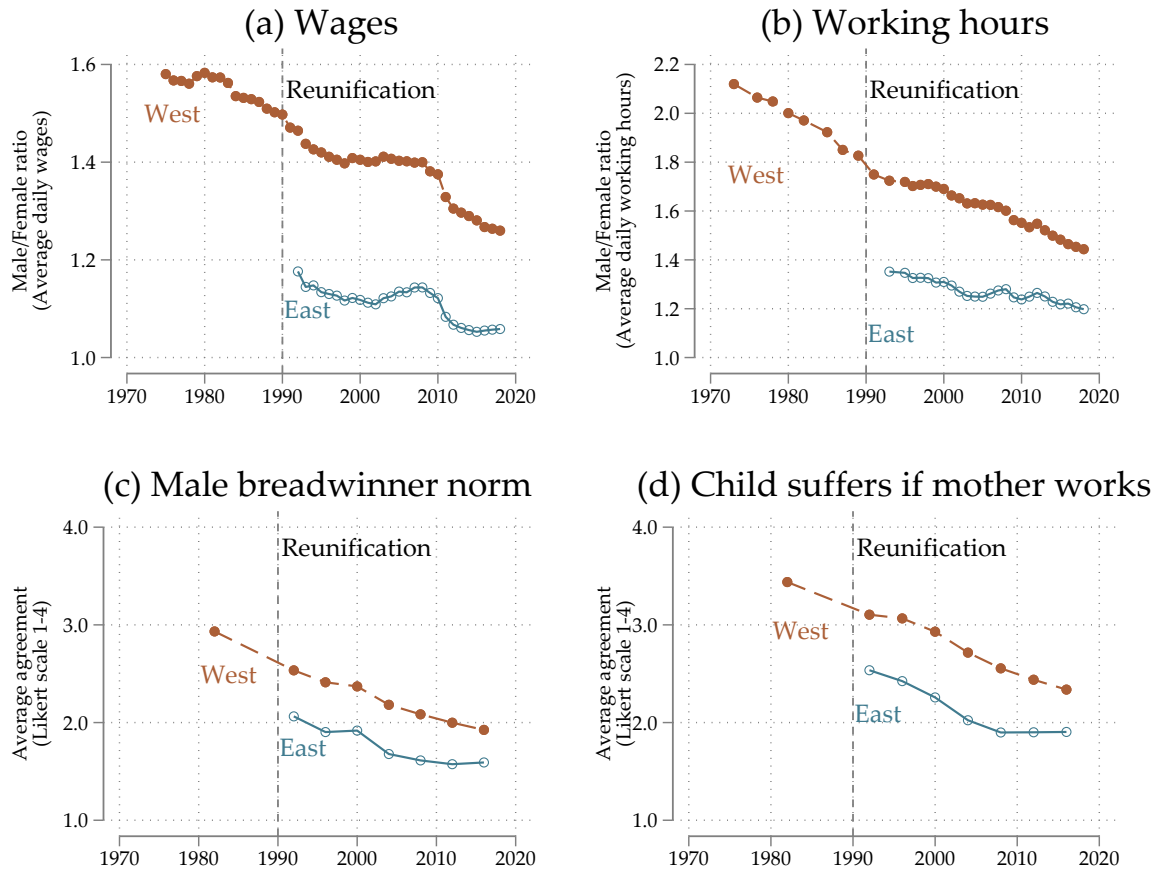 (a) Wages
Male/Female ratio
(Average daily wages)
1.6
1.4
1.2
1.0
West
Reunification
East
1970 1980 1990 2000 2010 2020
(b) Working hours
Male/Female ratio
(Average daily working hours)
2.2
2.0
1.8
1.6
1.4
1.2
1.0
Reunification
West
East
1970 1980 1990 2000 2010 2020
(c) Male breadwinner norm
Average agreement
(Likert scale 1-4)
4.0
3.0
2.0
1.0
Reunification
West
East
1970 1980 1990 2000 2010 2020
(d) Child suffers if mother works
Average agreement
(Likert scale 1-4)
4.0
3.0
2.0
1.0
Reunification
West
East
1970 1980 1990 2000 2010 2020